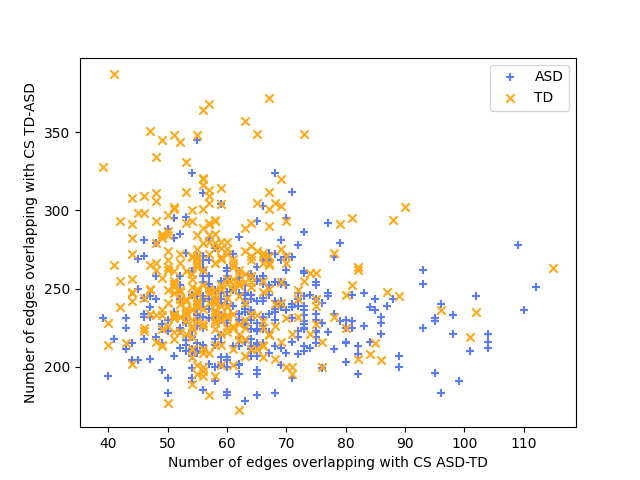 ASD
TD
Number of edges overlapping with CS TD-ASD
350
300
250
200
40 50 60 70 80 90 100 110
Number of edges overlapping with CS ASD-TD